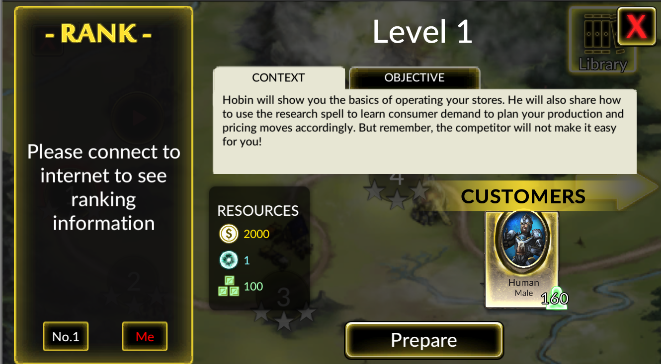 - RANK -
Please connect to
internet to see
ranking
information
No.1
Me
Level 1
Library
X
CONTEXT
OBJECTIVE
Hobin will show you the basics of operating your stores. He will also share how
to use the research spell to learn consumer demand to plan your production and
pricing moves accordingly. But remember, the competitor will not make it easy
for you!
4
CUSTOMERS
RESOURCES
S 2000
1
100
Human
Male
160
2
3
Prepare